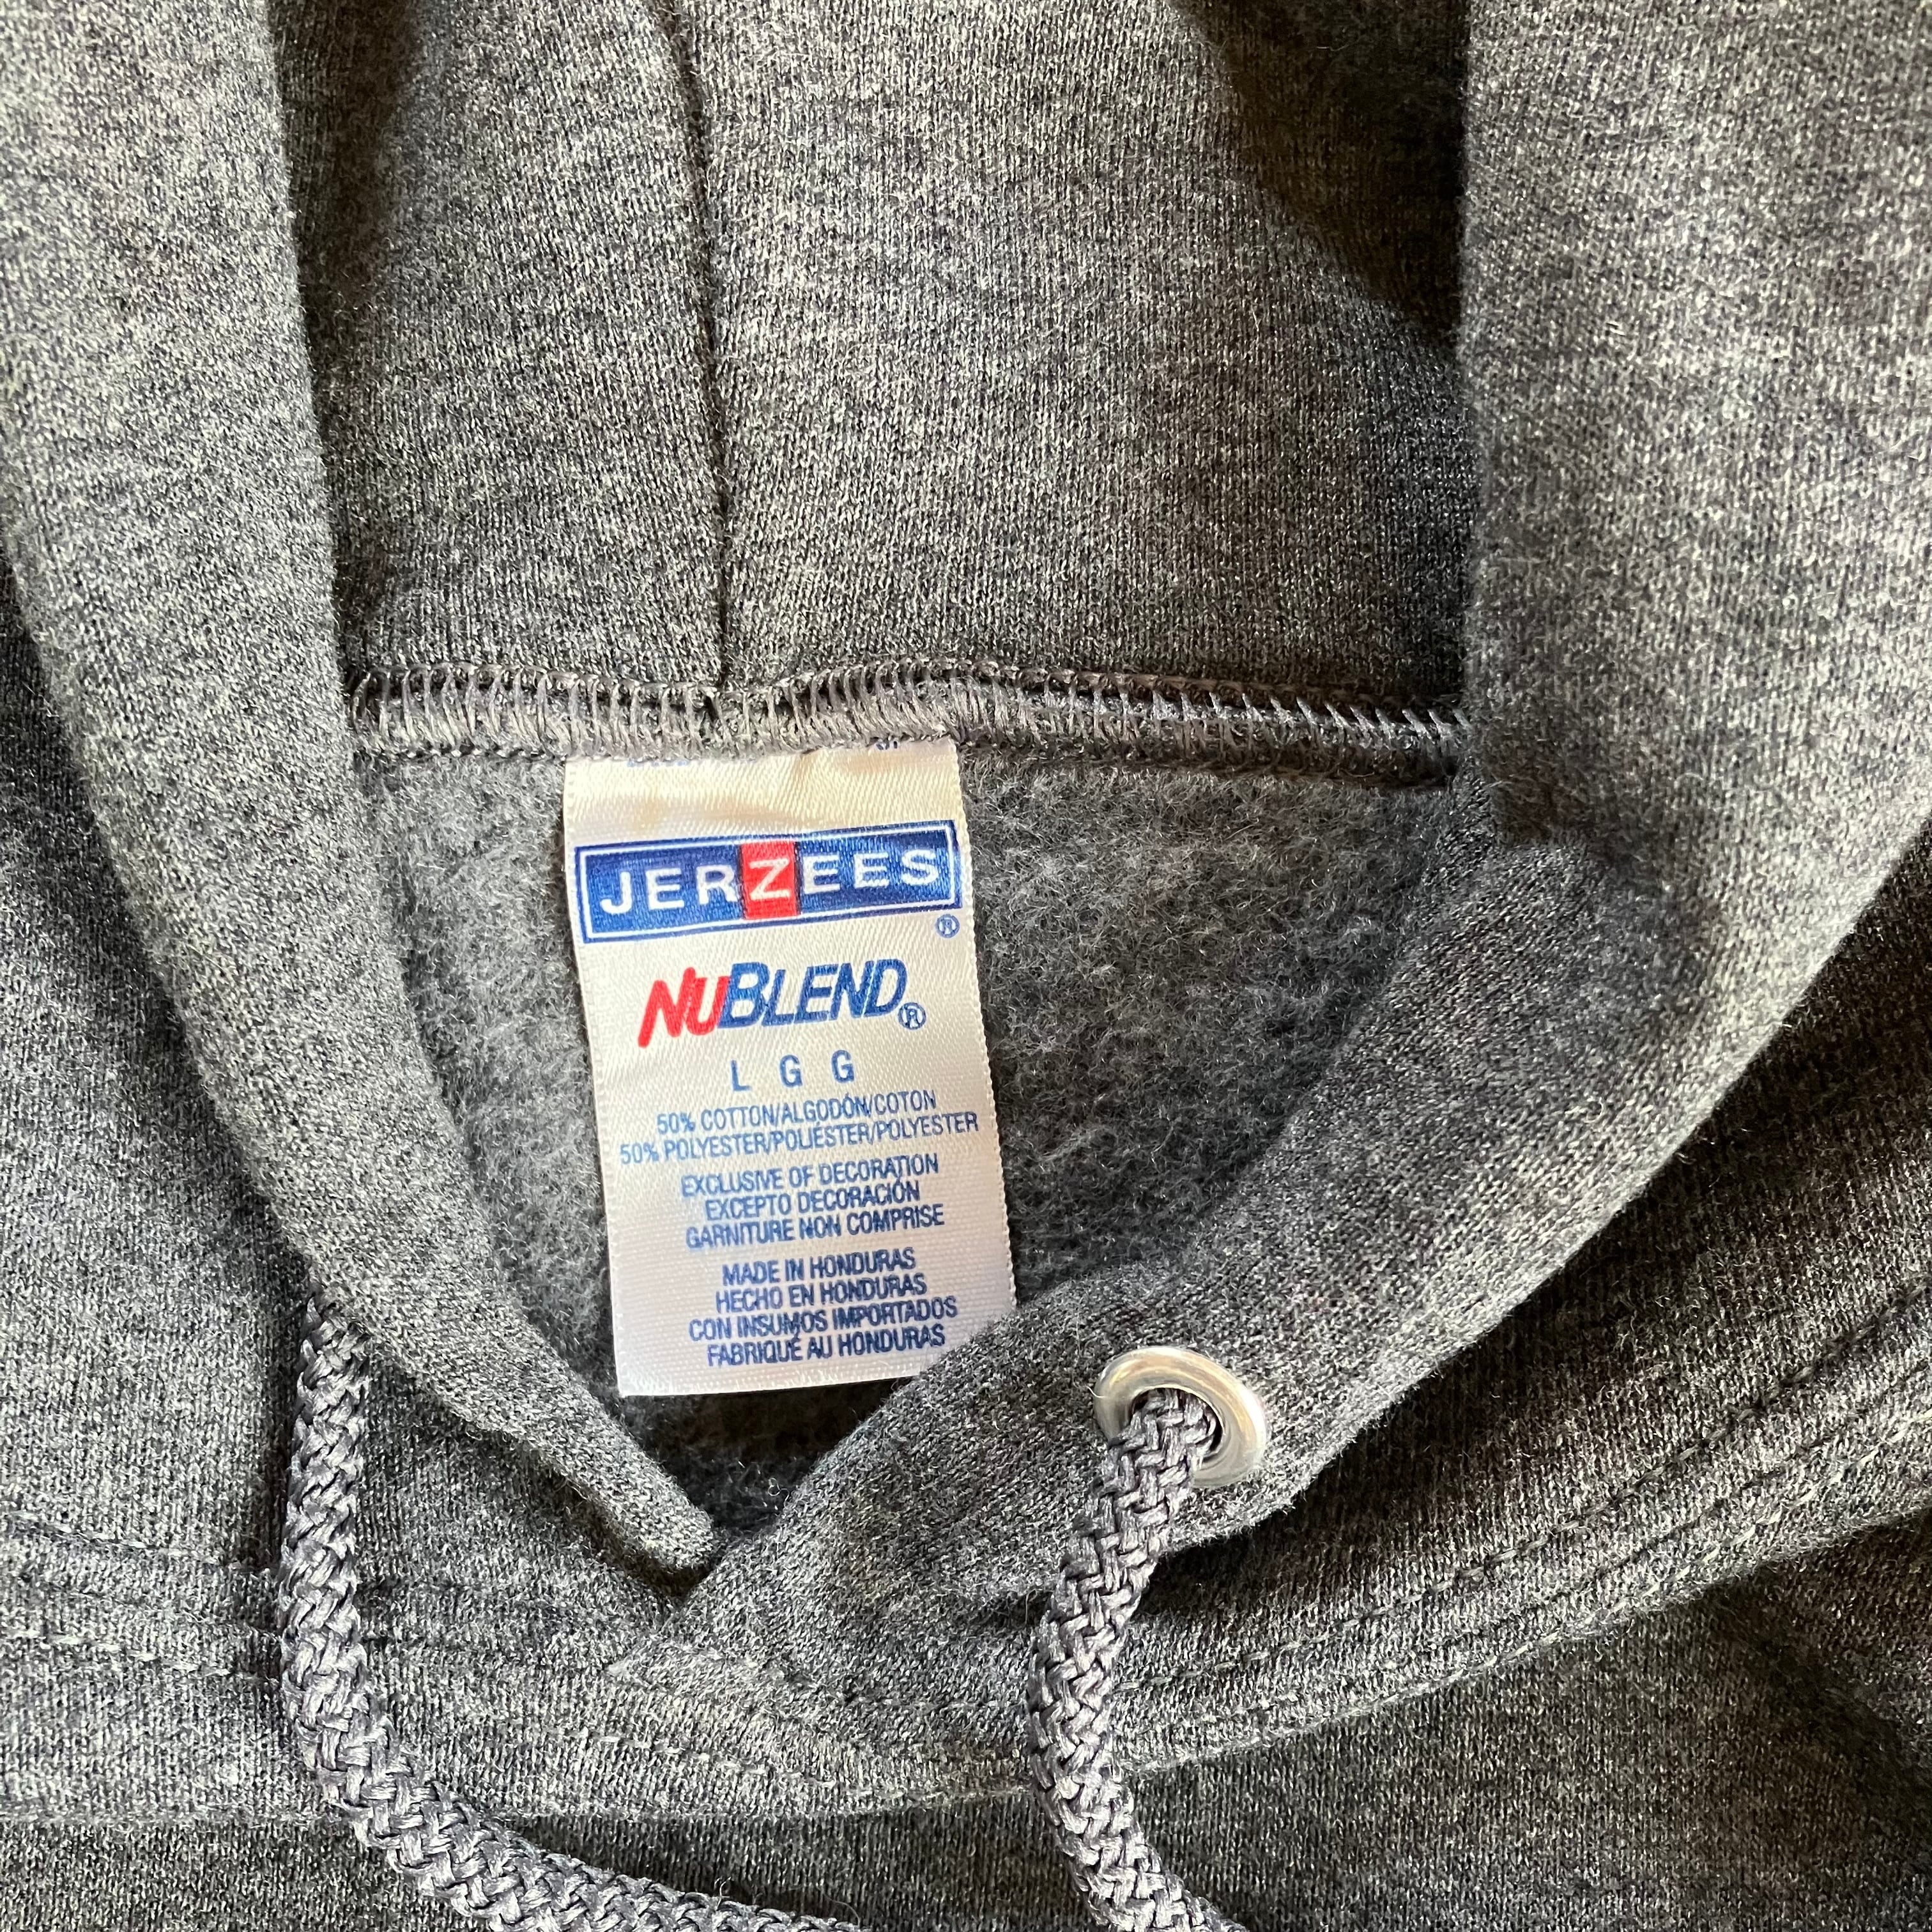 JERZEES
®
NUBLEND®
L G G
50% COTTON/ALGODÓN/COTON
50% POLYESTER/POLIÉSTER/POLYESTER
EXCLUSIVE OF DECORATION
EXCEPTO DECORACIÓN
GARNITURE NON COMPRISE
MADE IN HONDURAS
HECHO EN HONDURAS
CON INSUMOS IMPORTADOS
FABRIQUÉ AU HONDURAS